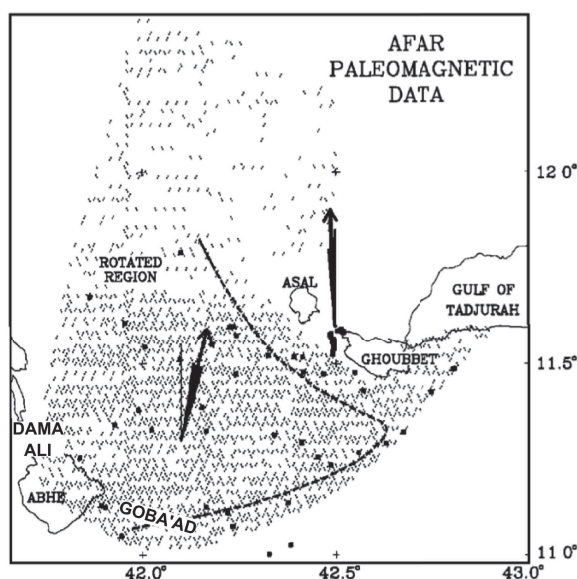 AFAR
PALEOMAGNETIC
DATA
12 0°
ROTATED
REGION
ASAL
GULF OF
TADJURAH
GHOUBBET
11.5°
DAMA
ALI
ABHE
GOBA'AD
11 0°
42.0°
42.5°
43.0°